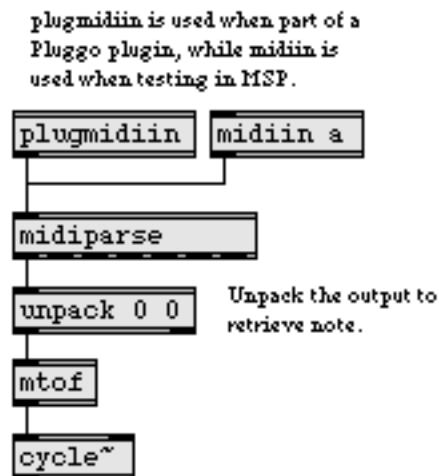 plugmidiin is used when part of a
Pluggo plugin, while midiin is
used when testing in MSP.
plugmidiin midiin a
midiparse
unpack 0 0
Unpack the output to
retrieve note.
mtof
cycle~